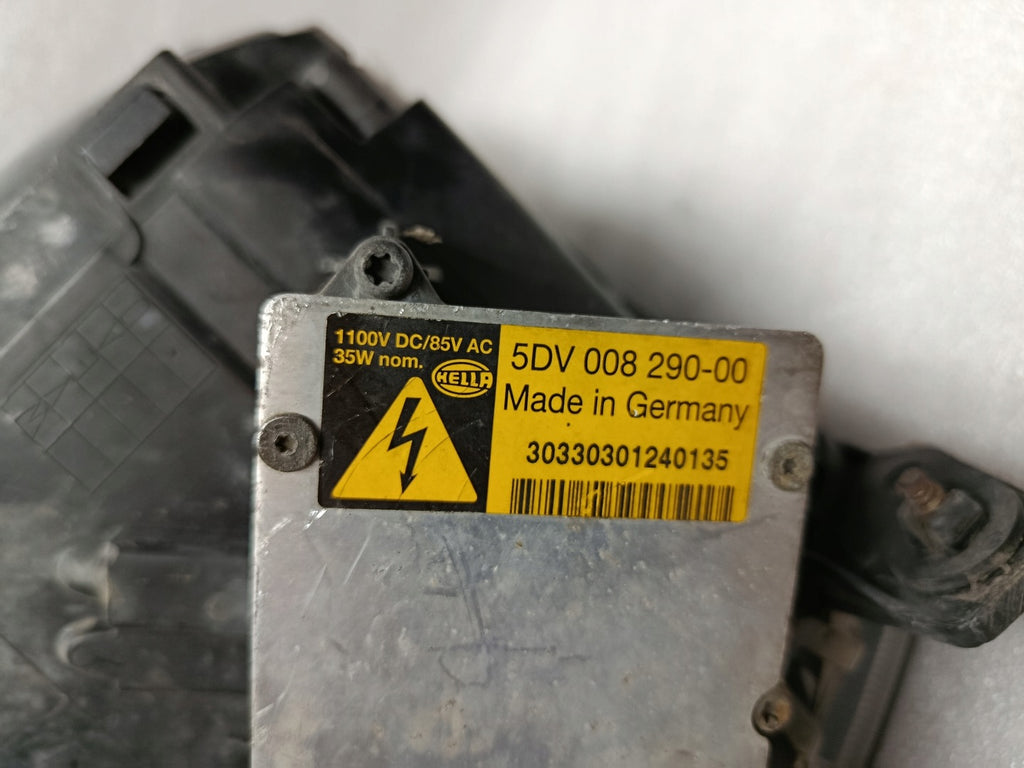 1100V DC/85V AC
35W nom.
HELLA
5DV 008 290-00
Made in Germany
30330301240135